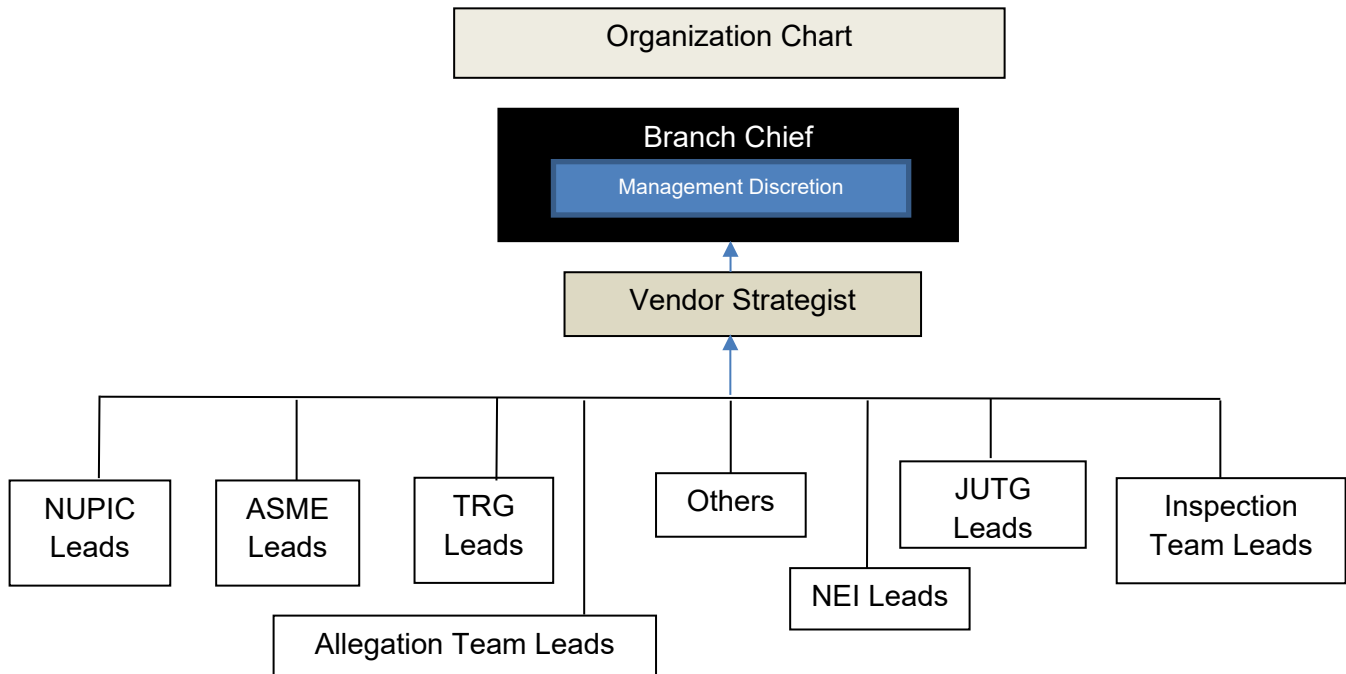 Organization Chart
Branch Chief
Management Discretion
Vendor Strategist
NUPIC
Leads
ASME
Leads
TRG
Leads
Others
JUTG
Leads
Inspection
Team Leads
NEI Leads
Allegation Team Leads